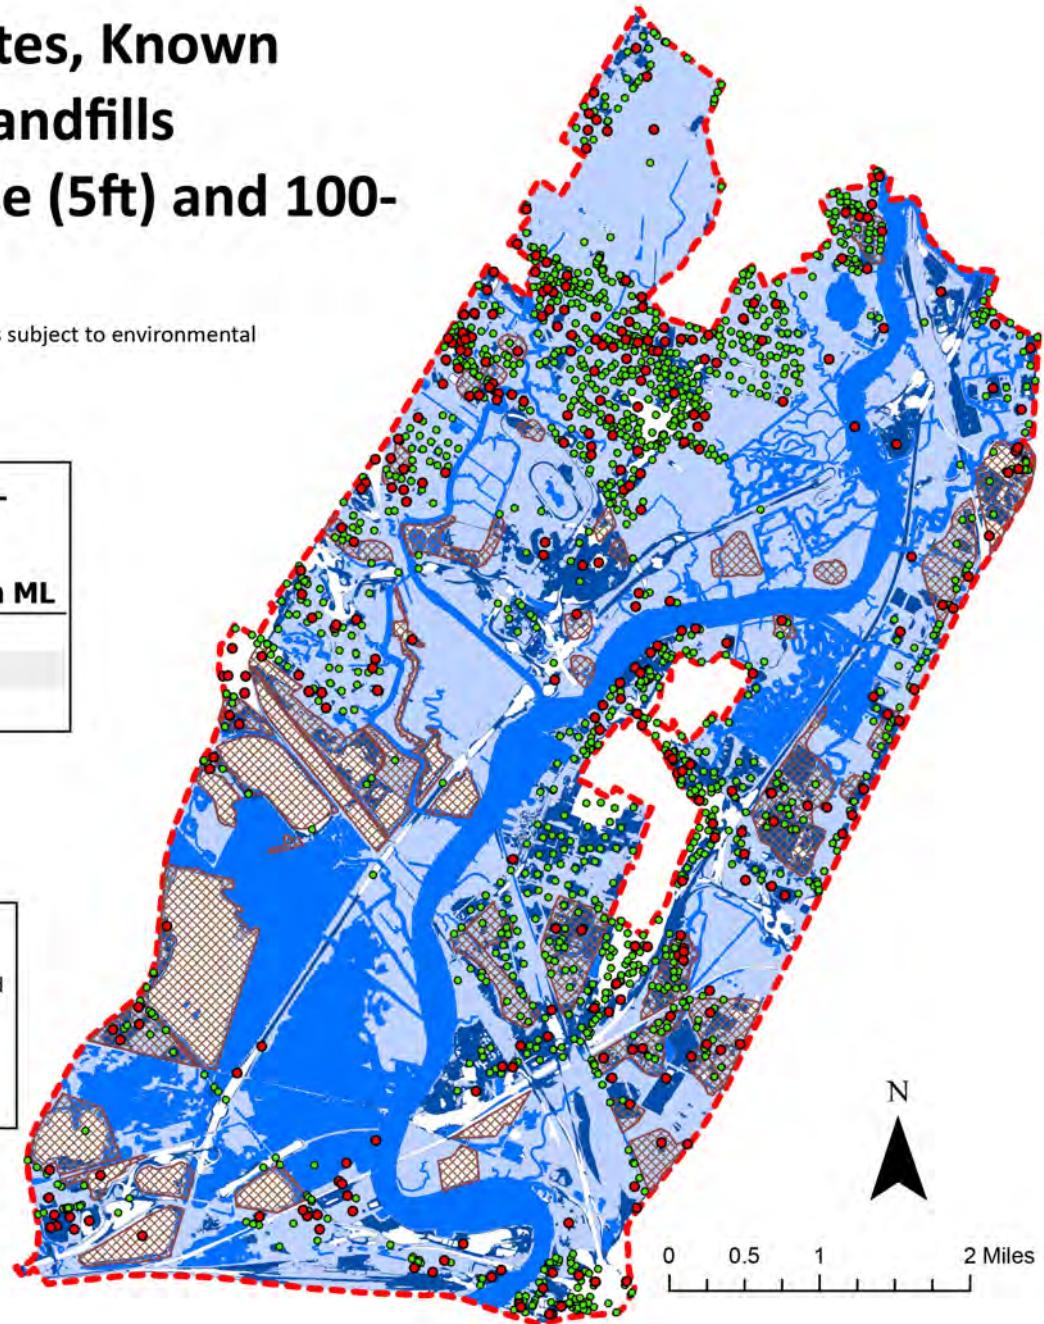 tes, Known
andfills
e (5ft) and 100-
s subject to environmental
ML
N
0 0.5 1 2 Miles